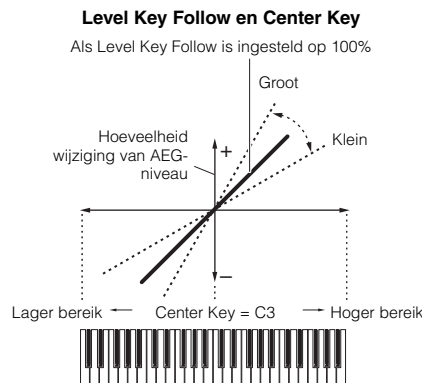 Level Key Follow en Center Key
Als Level Key Follow is ingesteld op 100%
Groot
Hoeveelheid
wijziging van AEG-
niveau
+
Klein
–
Lager bereik
Center Key = C3
Hoger bereik